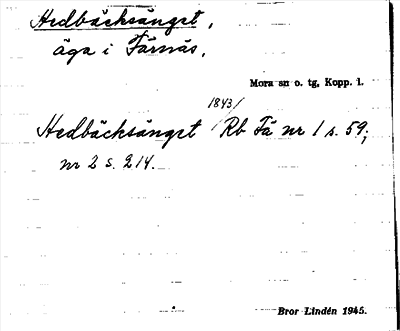 Hedbäcksänget,
äga i Färnäs.
Mora sn o. tg, Kopp. l.
1843/
Hedbäcksänget Rb Fä nr 1 s. 59;
nr 2 s. 214.
Bror Lindén 1945.